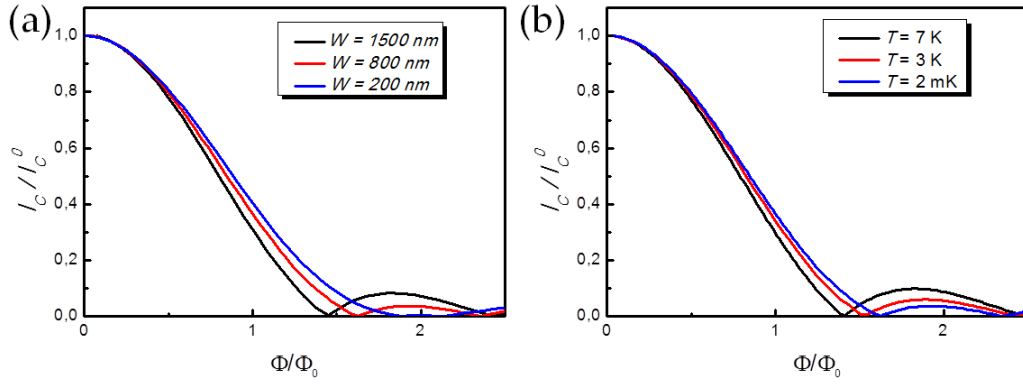 (a)
1,0
0,8
0,6
0,4
0,2
0,0
I_C / I_C^0
W = 1500 nm
W = 800 nm
W = 200 nm
0 1 2
Φ/Φ₀
(b)
1,0
0,8
0,6
0,4
0,2
0,0
I_C / I_C^0
T = 7 K
T = 3 K
T = 2 mK
0 1 2
Φ/Φ₀